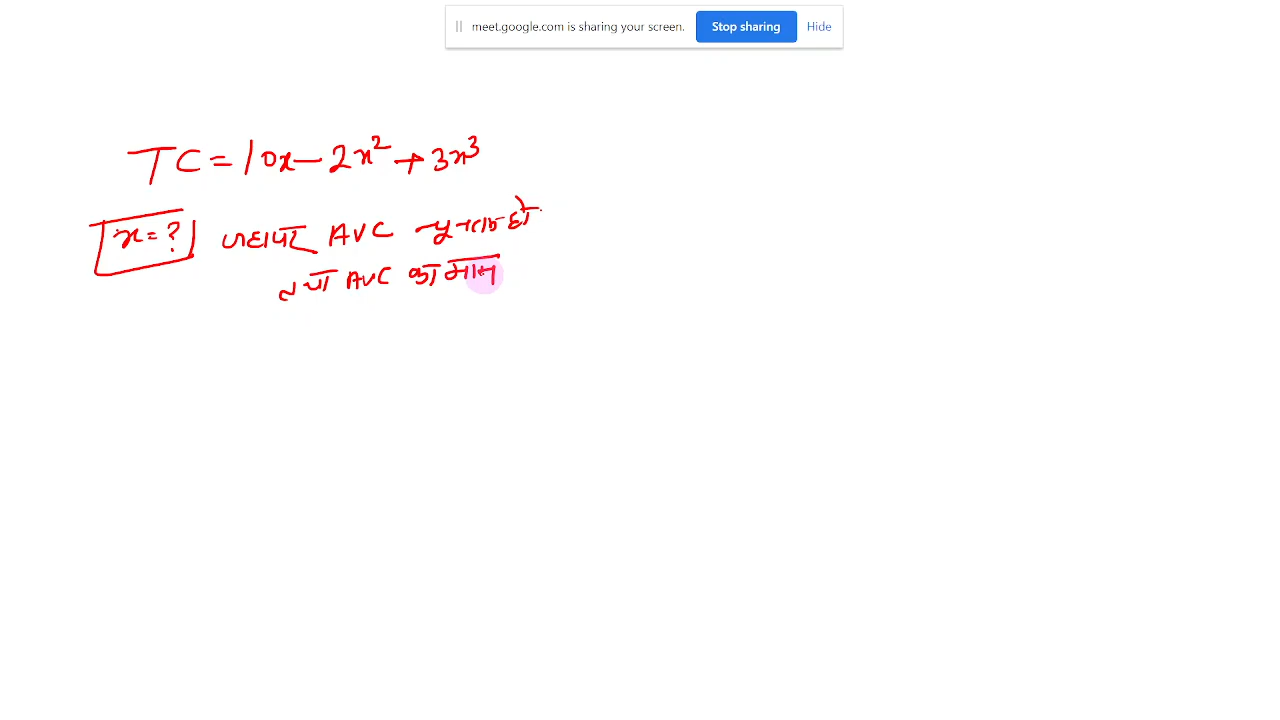 meet.google.com is sharing your screen. Stop sharing Hide
TC = 10x - 2x² + 3x³
x = ? जहापर AVC न्यूनतम हो
तथा AVC का मान